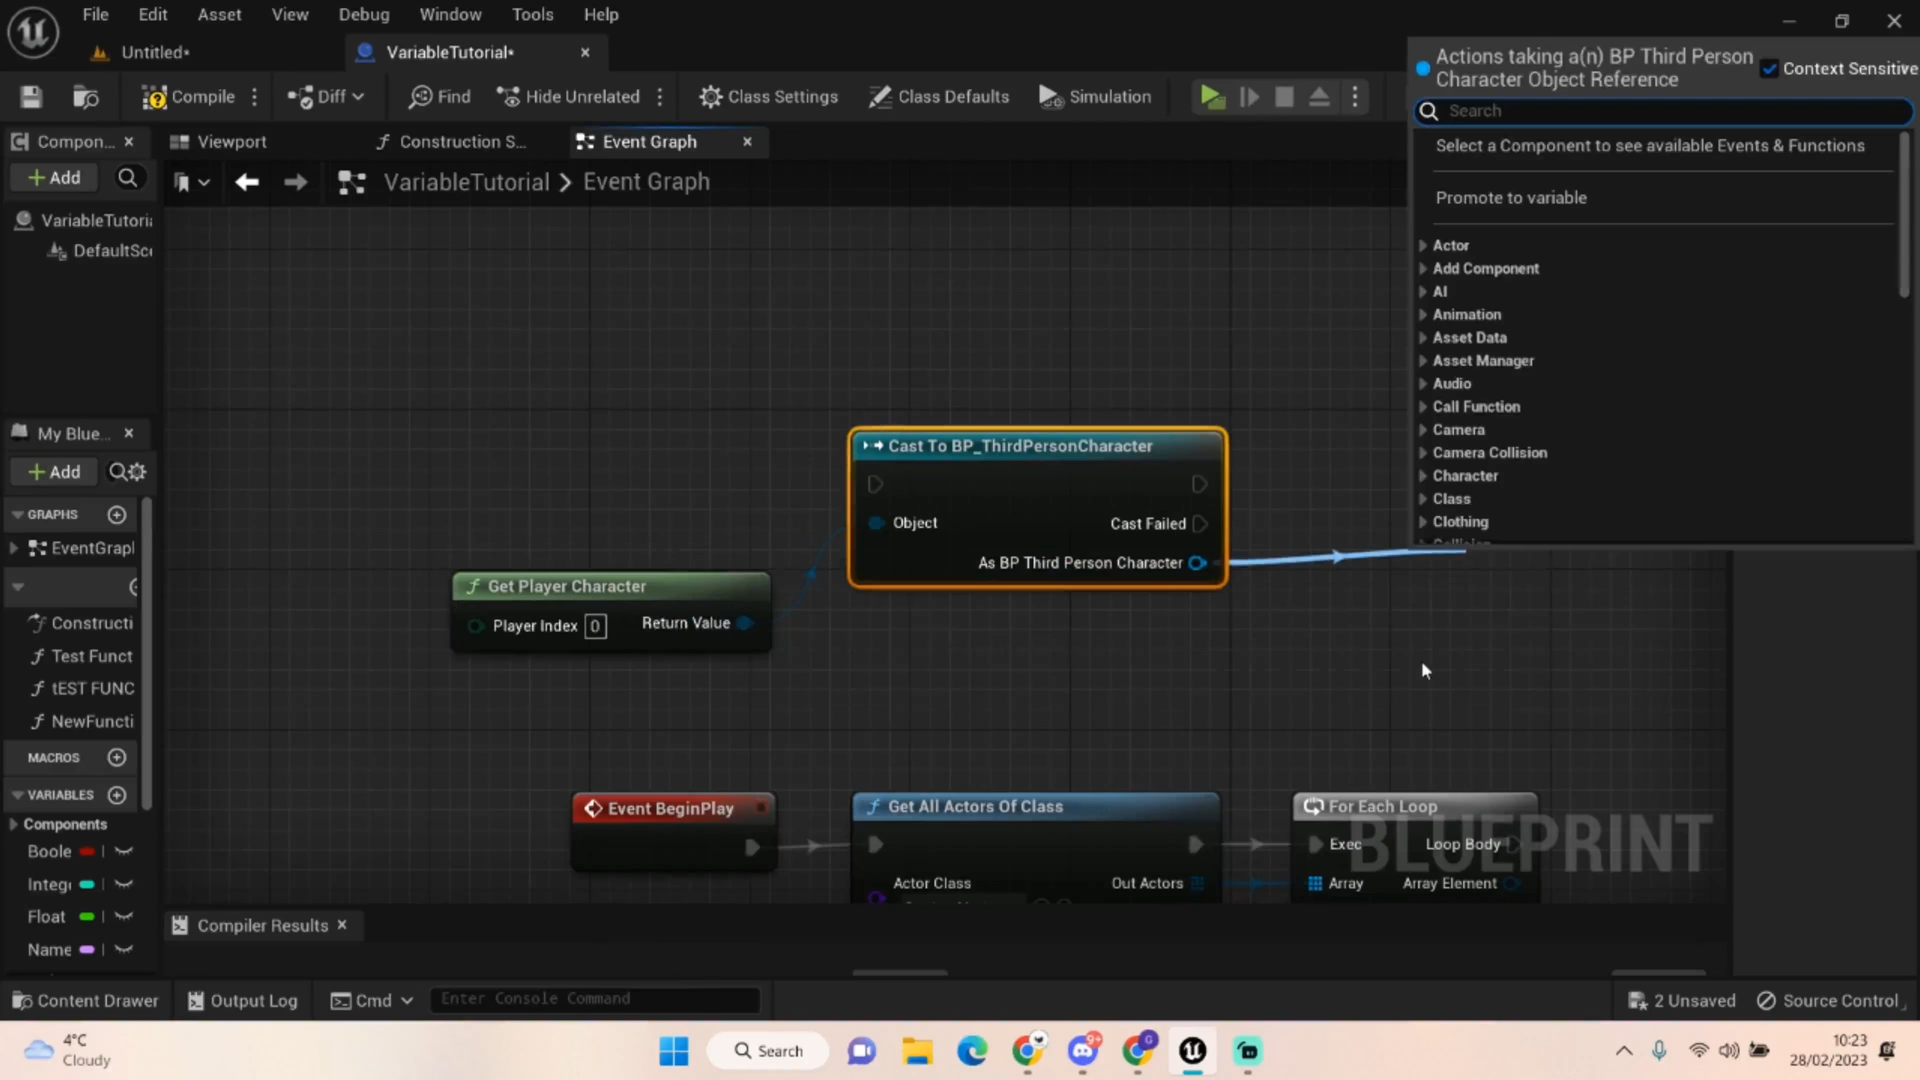 File Edit Asset View Debug Window Tools Help
Untitled* VariableTutorial*
Compile Diff Find Hide Unrelated Class Settings Class Defaults Simulation
Actions taking a(n) BP Third Person
Character Object Reference
Context Sensitive
Search
Select a Component to see available Events & Functions
Promote to variable
Actor
Add Component
AI
Animation
Asset Data
Asset Manager
Audio
Call Function
Camera
Camera Collision
Character
Class
Clothing
Compon... Viewport Construction S... Event Graph
Add
VariableTutorial > Event Graph
VariableTutoria
DefaultSce
My Blue...
Add
GRAPHS
EventGrapl
Constructi
Test Funct
tEST FUNC
NewFuncti
MACROS
VARIABLES
Components
Boole
Intege
Float
Name
Cast To BP_ThirdPersonCharacter
Object
Cast Failed
As BP Third Person Character
Get Player Character
Player Index 0 Return Value
Event BeginPlay
Get All Actors Of Class
Actor Class Out Actors
For Each Loop
Exec Loop Body
Array Array Element
BLUEPRINT
Compiler Results
Content Drawer Output Log Cmd Enter Console Command
2 Unsaved Source Control
4°C
Cloudy
Search
9+
G
10:23
28/02/2023